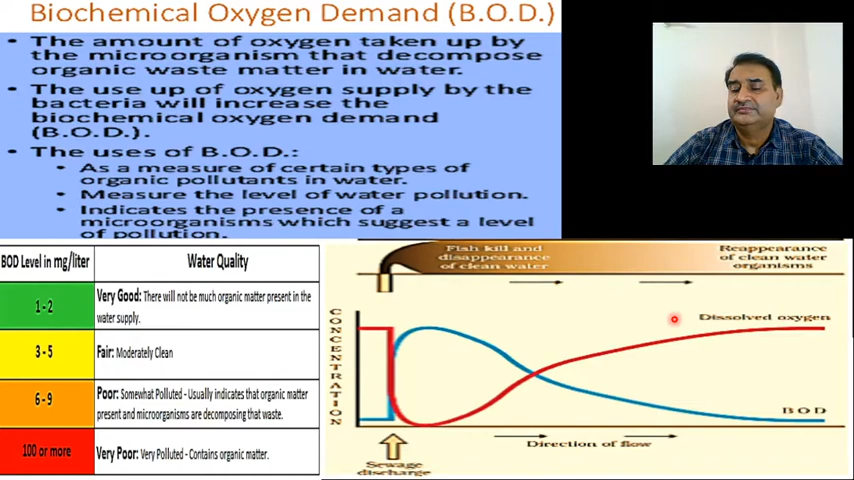 Biochemical Oxygen Demand (B.O.D.)
• The amount of oxygen taken up by
the microorganism that decompose
organic waste matter in water.
• The use up of oxygen supply by the
bacteria will increase the
biochemical oxygen demand
(B.O.D.).
• The uses of B.O.D.:
• As a measure of certain types of
organic pollutants in water.
• Measure the level of water pollution.
• Indicates the presence of a
microorganisms which suggest a level
of pollution.
BOD Level in mg/liter
Water Quality
1 - 2
Very Good: There will not be much organic matter present in the
water supply.
3 - 5
Fair: Moderately Clean
6 - 9
Poor: Somewhat Polluted - Usually indicates that organic matter
present and microorganisms are decomposing that waste.
100 or more
Very Poor: Very Polluted - Contains organic matter.
Fish kill and
disappearance
of clean water
Reappearance
of clean water
organisms
CONCENTRATION
Dissolved oxygen
BOD
Direction of flow
Sewage
discharge